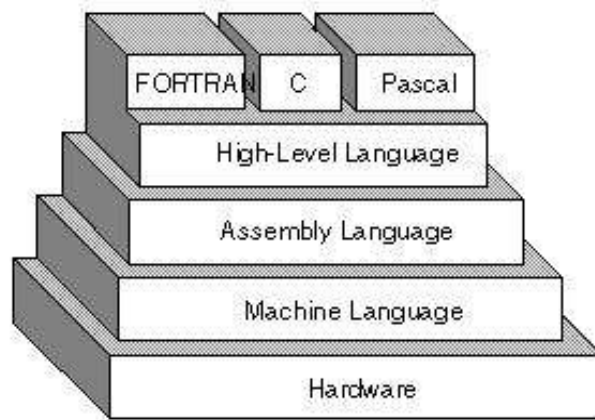 FORTRAN C Pascal
High-Level Language
Assembly Language
Machine Language
Hardware